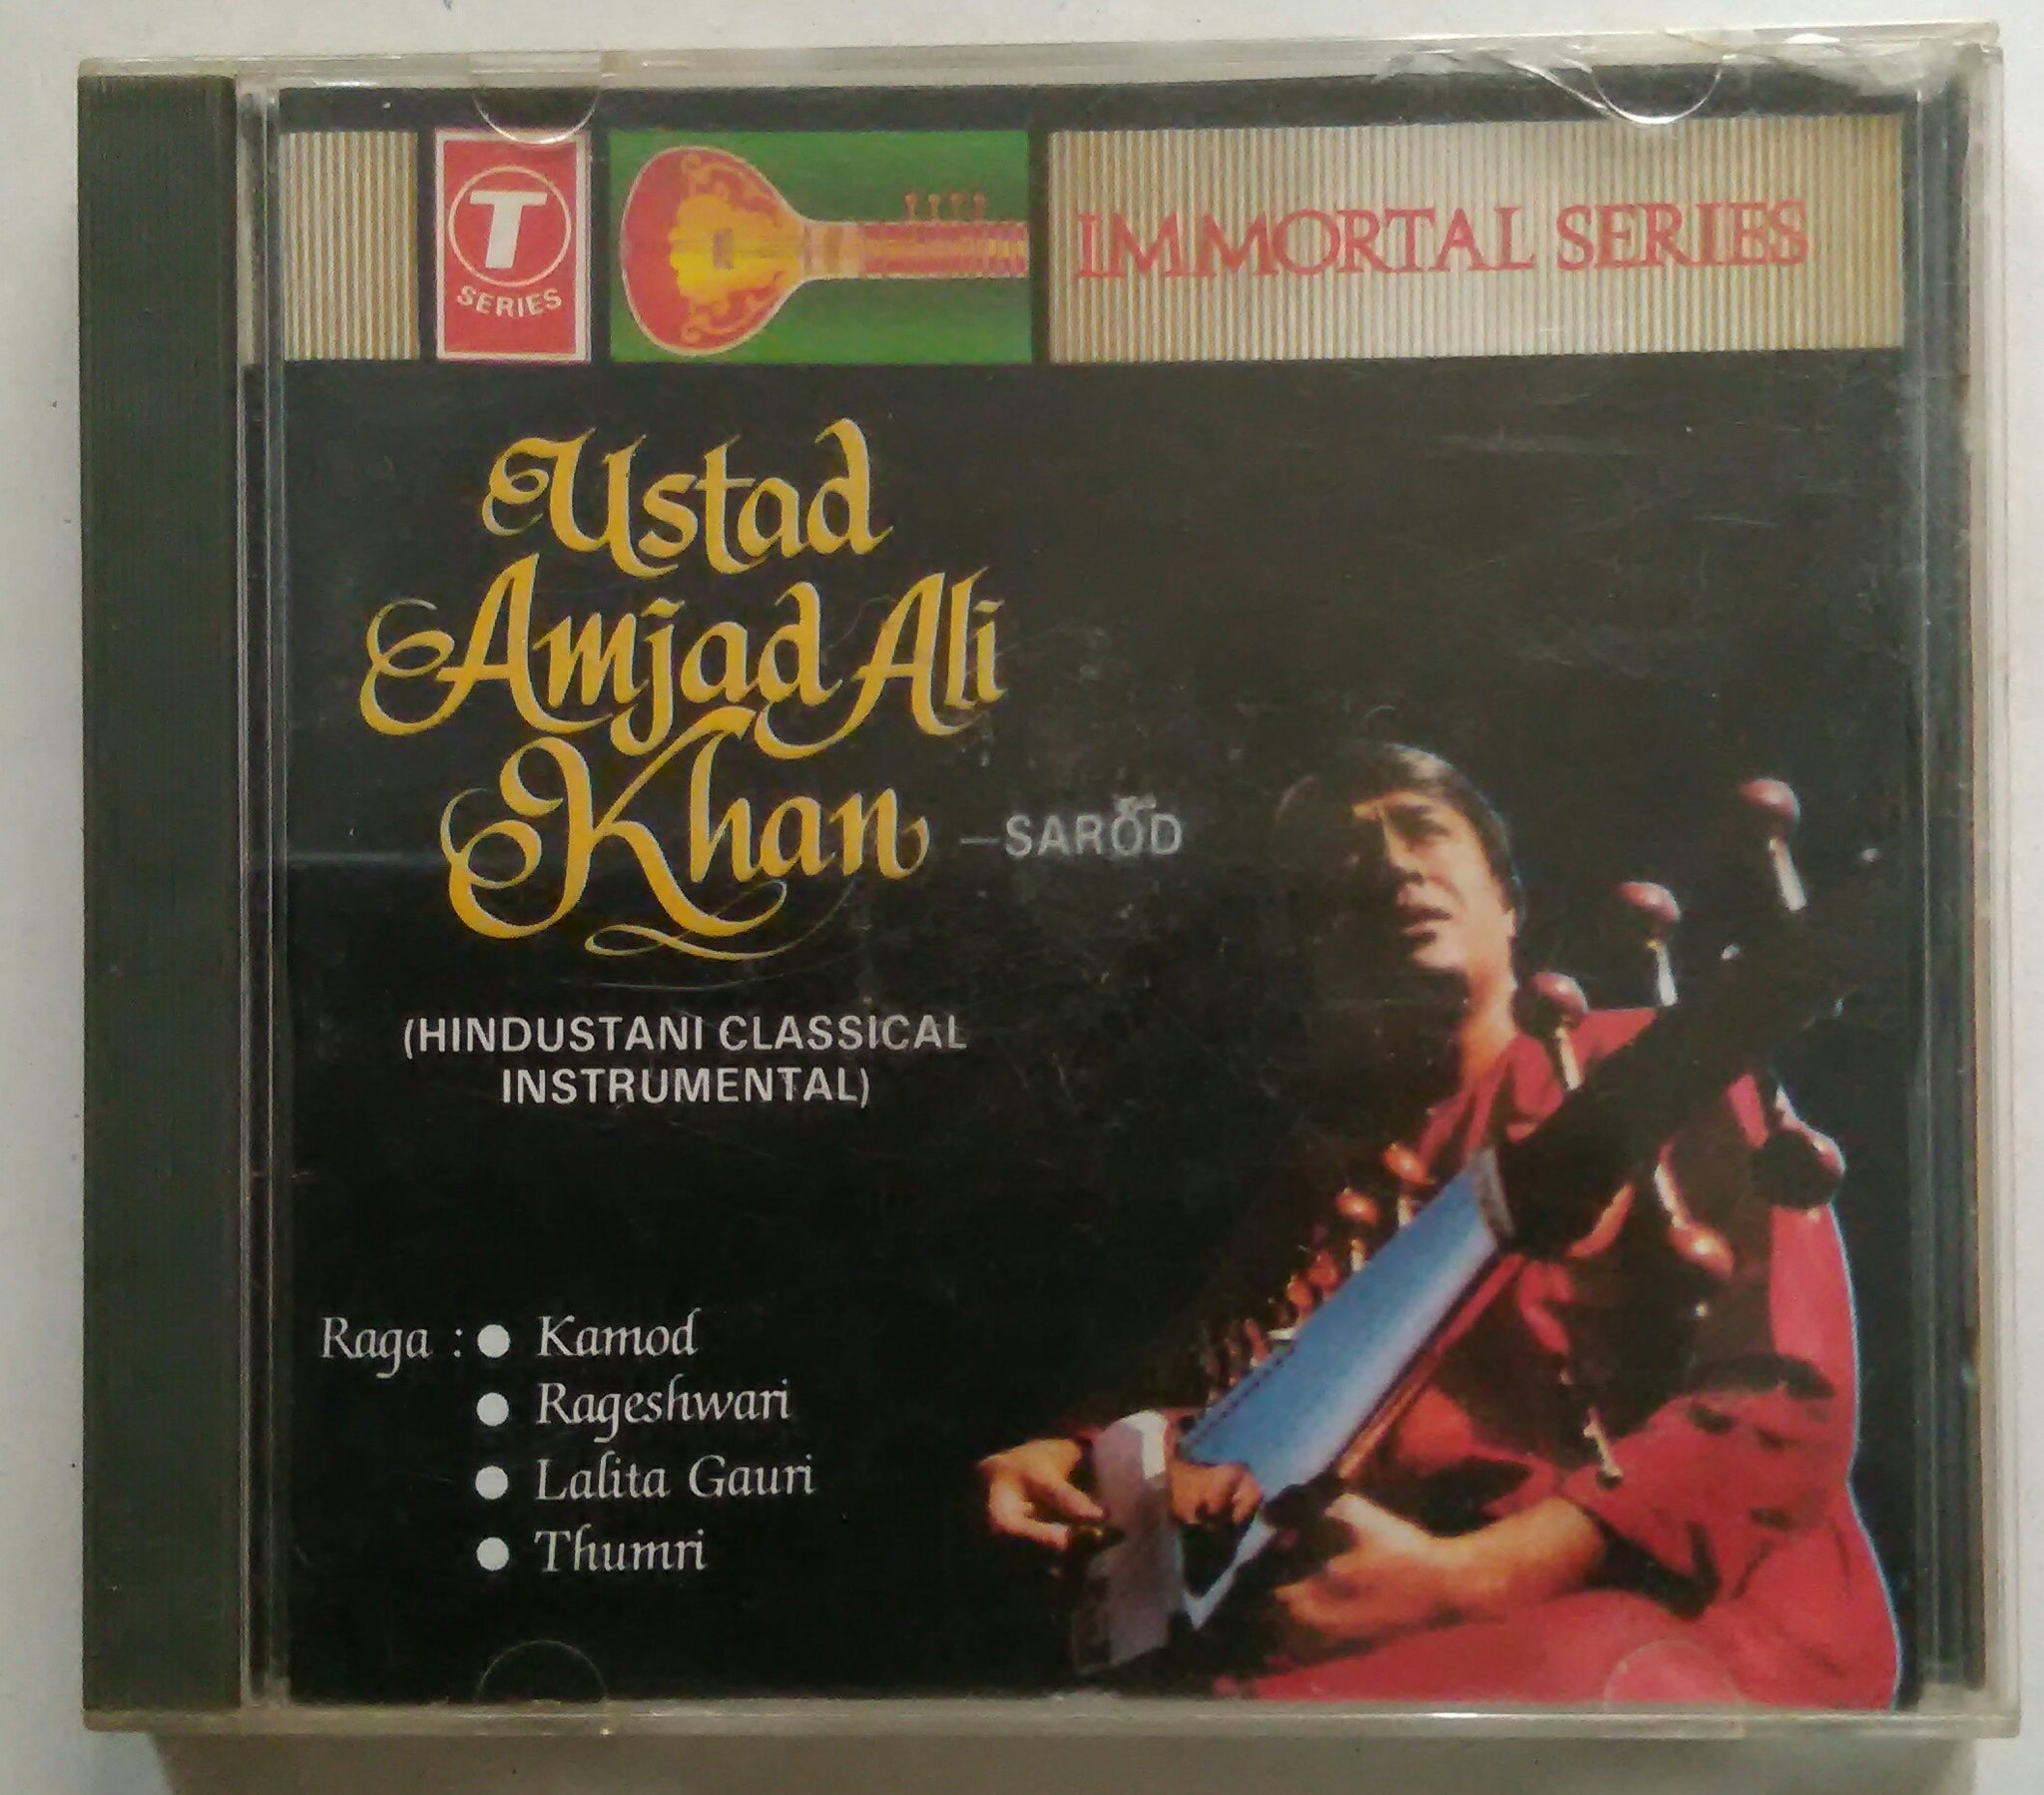 T
SERIES
IMMORTAL SERIES
Ustad
Amjad Ali
Khan —SAROD
(HINDUSTANI CLASSICAL
INSTRUMENTAL)
Raga : ● Kamod
● Rageshwari
● Lalita Gauri
● Thumri